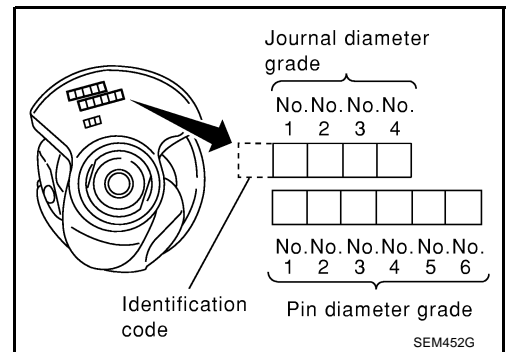 Journal diameter
grade
No. No. No. No.
1 2 3 4
No. No. No. No. No. No.
1 2 3 4 5 6
Identification
code
Pin diameter grade
SEM452G